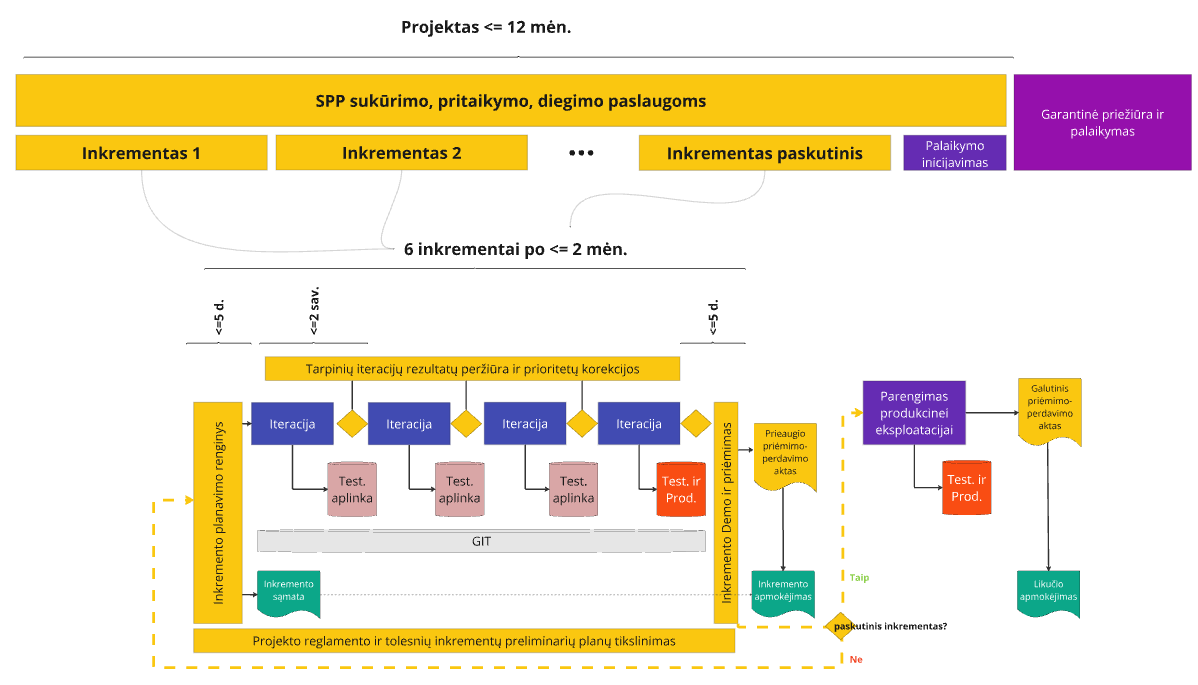 Projektas <= 12 mėn.
SPP sukūrimo, pritaikymo, diegimo paslaugoms
Garantinė priežiūra ir
palaikymas
Inkrementas 1
Inkrementas 2
•••
Inkrementas paskutinis
Palaikymo
inicijavimas
6 inkrementai po <= 2 mėn.
<=5 d.
<=2 sav.
<=5 d.
Tarpinių iteracijų rezultatų peržiūra ir prioritetų korekcijos
Inkremento planavimo renginys
Iteracija
Iteracija
Iteracija
Iteracija
Test.
aplinka
Test.
aplinka
Test.
aplinka
Test. ir
Prod.
GIT
Inkremento
sąmata
Inkremento Demo ir priėmimas
Prieaugio
priėmimo-
perdavimo
aktas
Inkremento
apmokėjimas
Projekto reglamento ir tolesnių inkrementų preliminarių planų tikslinimas
Parengimas
produkcinei
eksploatacijai
Test. ir
Prod.
Galutinis
priėmimo-
perdavimo
aktas
Likučio
apmokėjimas
Taip
paskutinis inkrementas?
Ne